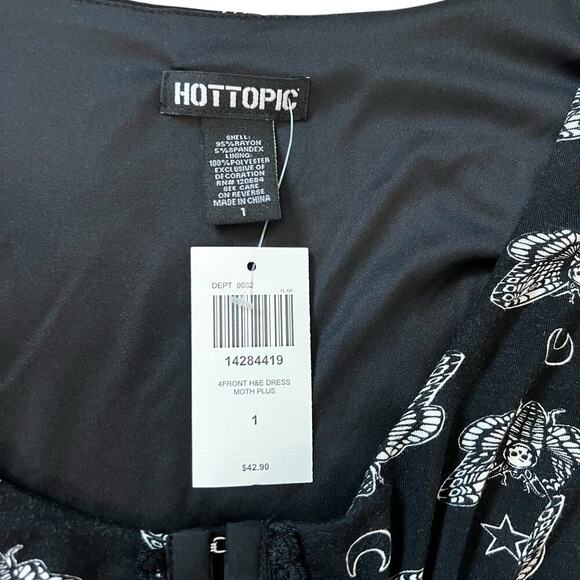 HOTTOPIC
SHELL:
95%RAYON
5%SPANDEX
LINING:
100%POLYESTER
EXCLUSIVE OF
DECORATION
RN# 120684
SEE CARE
ON REVERSE
MADE IN CHINA
1
DEPT 0032
14284419
4FRONT H&E DRESS
MOTH PLUS
1
$42.90